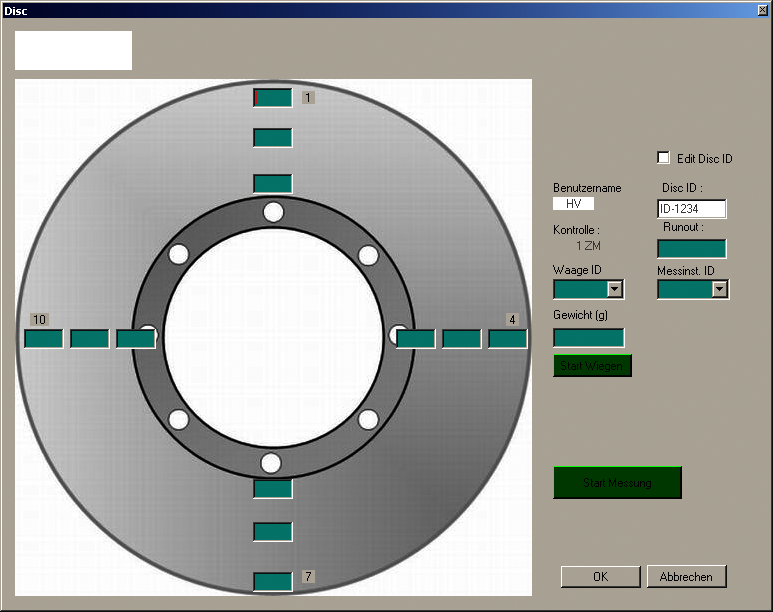 Disc
1
10
4
7
Edit Disc ID
Benutzername
HV
Disc ID :
ID-1234
Kontrolle :
1 ZM
Runout :
Waage ID
Messinst. ID
Gewicht (g)
Start Wiegen
Start Messung
OK
Abbrechen